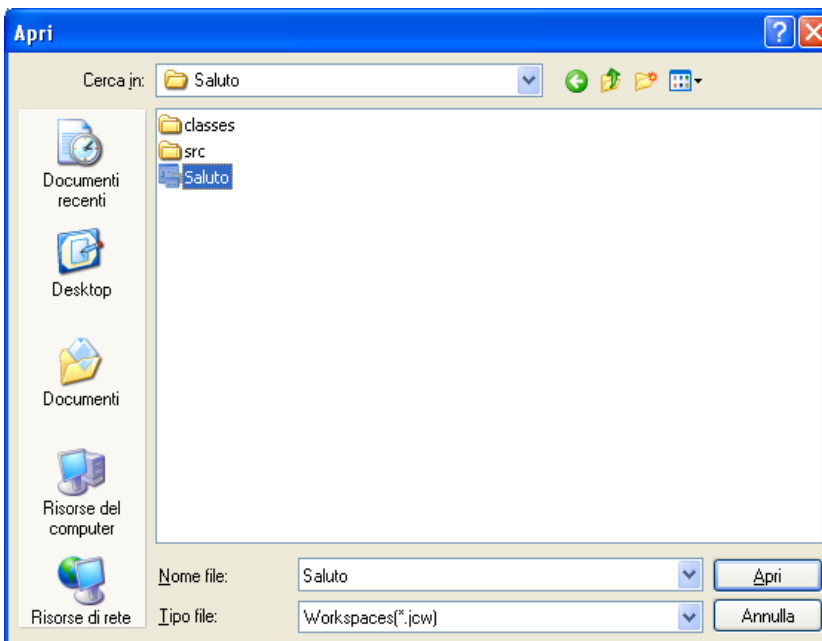 Apri
Cerca in:
Saluto
classes
src
Saluto
Documenti
recenti
Desktop
Documenti
Risorse del
computer
Risorse di rete
Nome file:
Saluto
Apri
Tipo file:
Workspaces(*.jcw)
Annulla